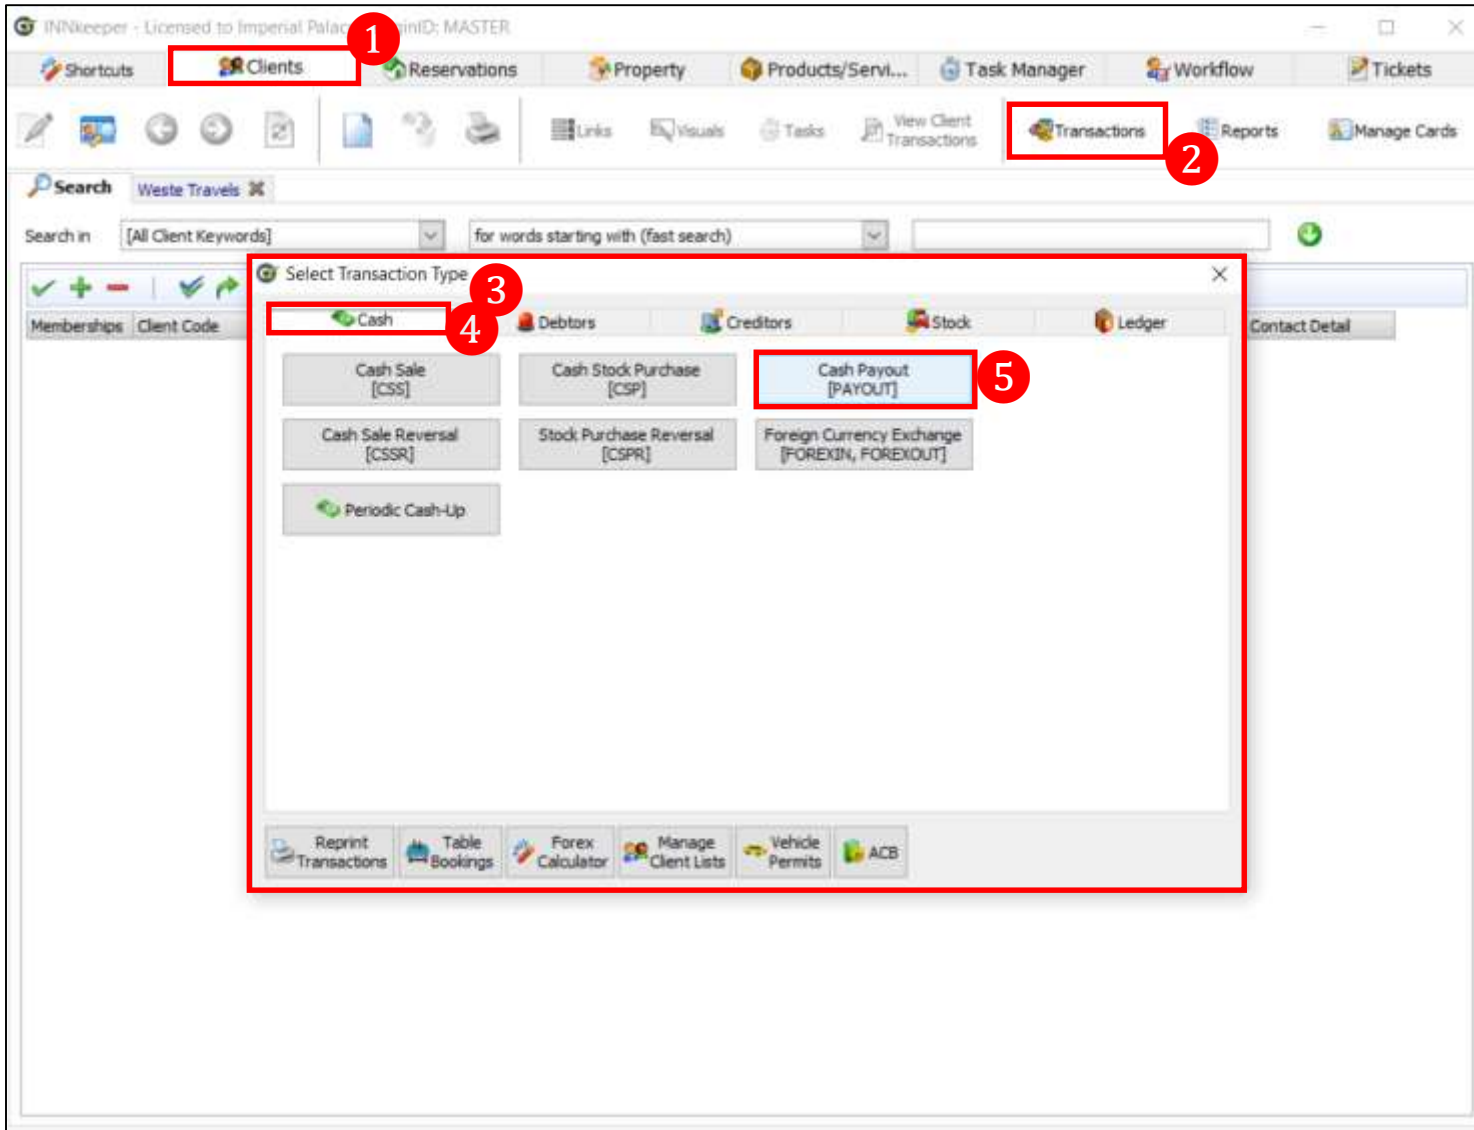 INNkeeper - Licensed to Imperial Palac
ginID: MASTER
1
Shortcuts
Clients
Reservations
Property
Products/Servi...
Task Manager
Workflow
Tickets
Links
Visuals
Tasks
View Client
Transactions
Transactions
2
Reports
Manage Cards
Search
Weste Travels
Search in
[All Client Keywords]
for words starting with (fast search)
Select Transaction Type
3
Memberships
Client Code
Contact Detail
Cash
4
Debtors
Creditors
Stock
Ledger
Cash Sale
[CSS]
Cash Stock Purchase
[CSP]
Cash Payout
[PAYOUT]
5
Cash Sale Reversal
[CSSR]
Stock Purchase Reversal
[CSPR]
Foreign Currency Exchange
[FOREXIN, FOREXOUT]
Periodic Cash-Up
Reprint
Transactions
Table
Bookings
Forex
Calculator
Manage
Client Lists
Vehicle
Permits
ACB